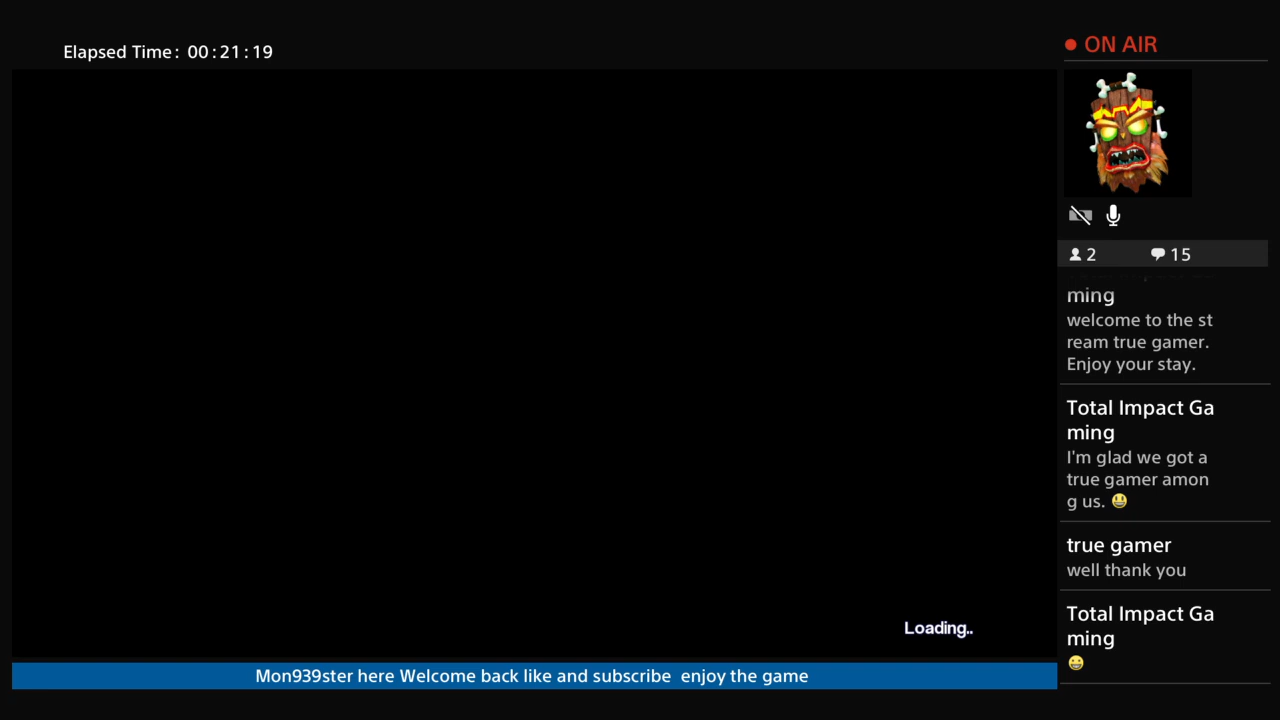 Elapsed Time: 00:21:19
ON AIR
2 15
ming
welcome to the st
ream true gamer.
Enjoy your stay.
Total Impact Ga
ming
I'm glad we got a
true gamer amon
g us. 😃
true gamer
well thank you
Total Impact Ga
ming
😀
Loading..
Mon939ster here Welcome back like and subscribe enjoy the game